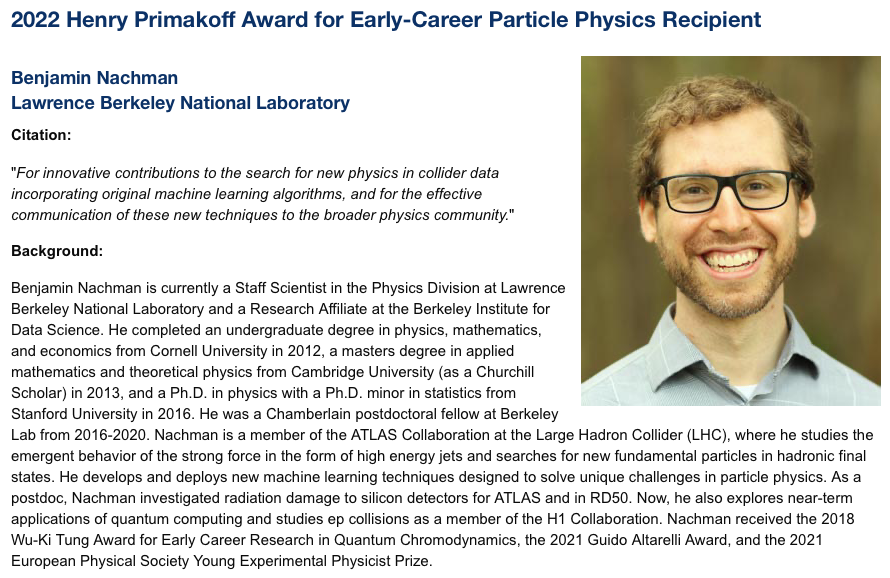 2022 Henry Primakoff Award for Early-Career Particle Physics Recipient
Benjamin Nachman
Lawrence Berkeley National Laboratory
Citation:
"For innovative contributions to the search for new physics in collider data
incorporating original machine learning algorithms, and for the effective
communication of these new techniques to the broader physics community."
Background:
Benjamin Nachman is currently a Staff Scientist in the Physics Division at Lawrence
Berkeley National Laboratory and a Research Affiliate at the Berkeley Institute for
Data Science. He completed an undergraduate degree in physics, mathematics,
and economics from Cornell University in 2012, a masters degree in applied
mathematics and theoretical physics from Cambridge University (as a Churchill
Scholar) in 2013, and a Ph.D. in physics with a Ph.D. minor in statistics from
Stanford University in 2016. He was a Chamberlain postdoctoral fellow at Berkeley
Lab from 2016-2020. Nachman is a member of the ATLAS Collaboration at the Large Hadron Collider (LHC), where he studies the
emergent behavior of the strong force in the form of high energy jets and searches for new fundamental particles in hadronic final
states. He develops and deploys new machine learning techniques designed to solve unique challenges in particle physics. As a
postdoc, Nachman investigated radiation damage to silicon detectors for ATLAS and in RD50. Now, he also explores near-term
applications of quantum computing and studies ep collisions as a member of the H1 Collaboration. Nachman received the 2018
Wu-Ki Tung Award for Early Career Research in Quantum Chromodynamics, the 2021 Guido Altarelli Award, and the 2021
European Physical Society Young Experimental Physicist Prize.